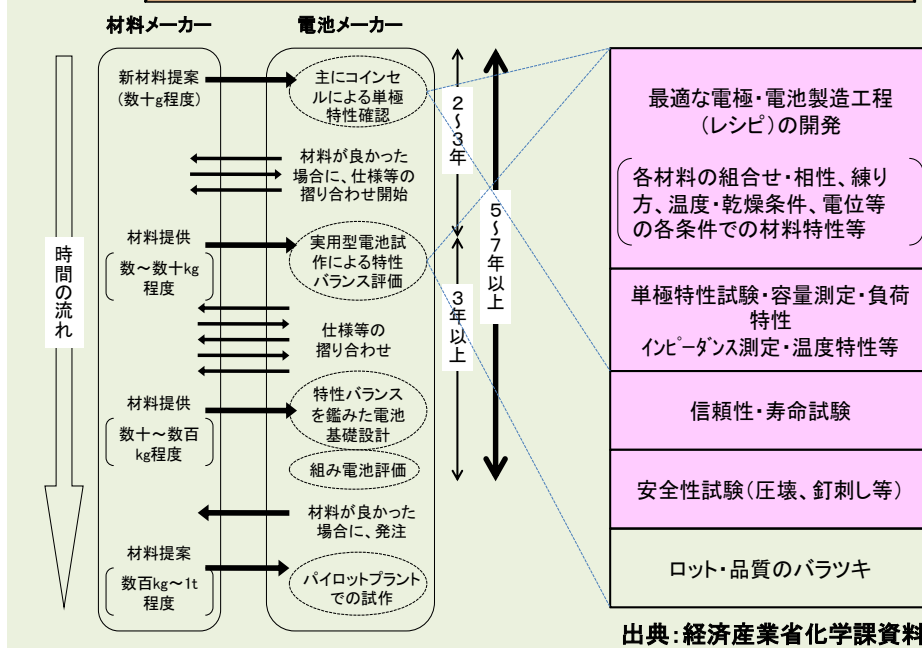 材料メーカー
電池メーカー
時間の流れ
新材料提案
(数十g程度)
主にコインセ
ルによる単極
特性確認
材料が良かった
場合に、仕様等の
摺り合わせ開始
材料提供
数～数十kg
程度
実用型電池試
作による特性
バランス評価
仕様等の
摺り合わせ
材料提供
数十～数百
kg程度
特性バランス
を鑑みた電池
基礎設計
組み電池評価
材料が良かった
場合に、発注
材料提案
数百kg～1t
程度
パイロットプラント
での試作
2～3年
3年以上
5～7年以上
最適な電極・電池製造工程
(レシピ)の開発
各材料の組合せ・相性、練り
方、温度・乾燥条件、電位等
の各条件での材料特性等
単極特性試験・容量測定・負荷
特性
インピーダンス測定・温度特性等
信頼性・寿命試験
安全性試験(圧壊、釘刺し等)
ロット・品質のバラツキ
出典:経済産業省化学課資料